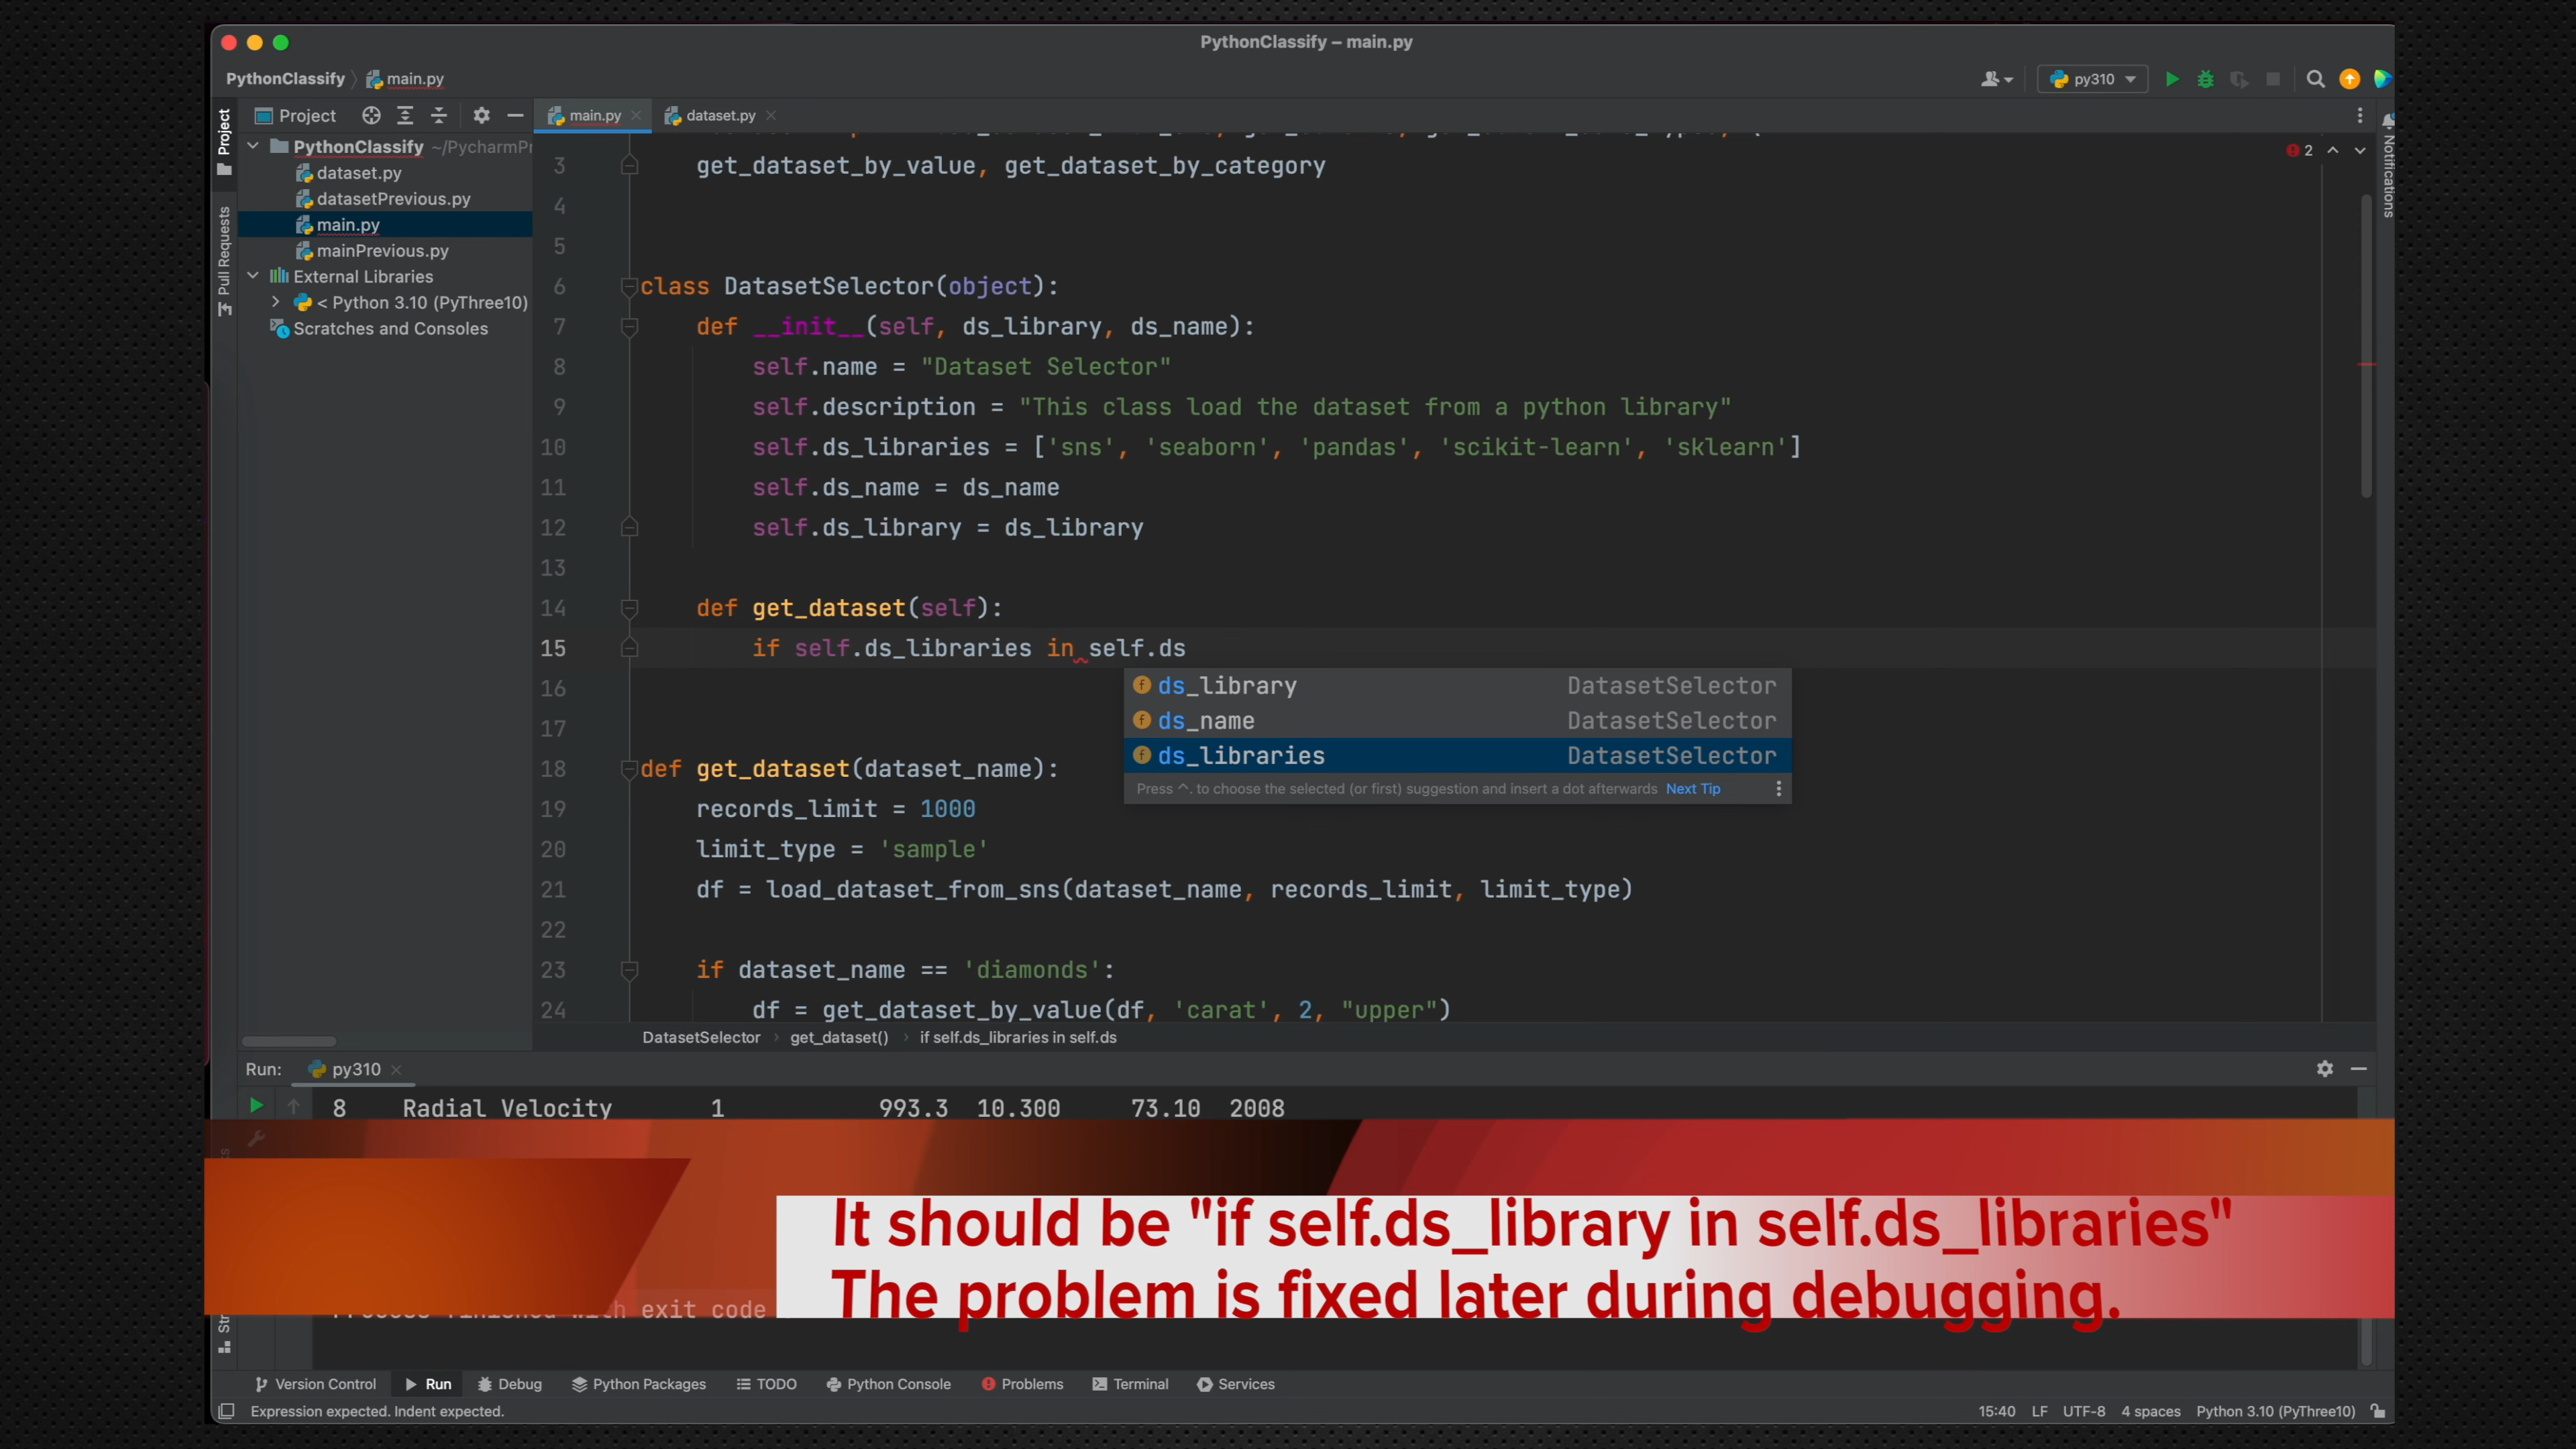 PythonClassify – main.py
PythonClassify main.py
py310
Project
main.py
dataset.py
Project
Pull Requests
Notifications
PythonClassify ~/PycharmPr
dataset.py
datasetPrevious.py
main.py
mainPrevious.py
External Libraries
< Python 3.10 (PyThree10)
Scratches and Consoles
2
3 get_dataset_by_value, get_dataset_by_category
4
5
6 class DatasetSelector(object):
7 def __init__(self, ds_library, ds_name):
8 self.name = "Dataset Selector"
9 self.description = "This class load the dataset from a python library"
10 self.ds_libraries = ['sns', 'seaborn', 'pandas', 'scikit-learn', 'sklearn']
11 self.ds_name = ds_name
12 self.ds_library = ds_library
13
14 def get_dataset(self):
15 if self.ds_libraries in self.ds
16
17
18 def get_dataset(dataset_name):
19 records_limit = 1000
20 limit_type = 'sample'
21 df = load_dataset_from_sns(dataset_name, records_limit, limit_type)
22
23 if dataset_name == 'diamonds':
24 df = get_dataset_by_value(df, 'carat', 2, "upper")
ds_library DatasetSelector
ds_name DatasetSelector
ds_libraries DatasetSelector
Press ^. to choose the selected (or first) suggestion and insert a dot afterwards Next Tip
DatasetSelector get_dataset() if self.ds_libraries in self.ds
Run: py310
8 Radial Velocity 1 993.3 10.300 73.10 2008
It should be "if self.ds_library in self.ds_libraries"
The problem is fixed later during debugging.
exit code
Version Control Run Debug Python Packages TODO Python Console Problems Terminal Services
Expression expected. Indent expected.
15:40 LF UTF-8 4 spaces Python 3.10 (PyThree10)